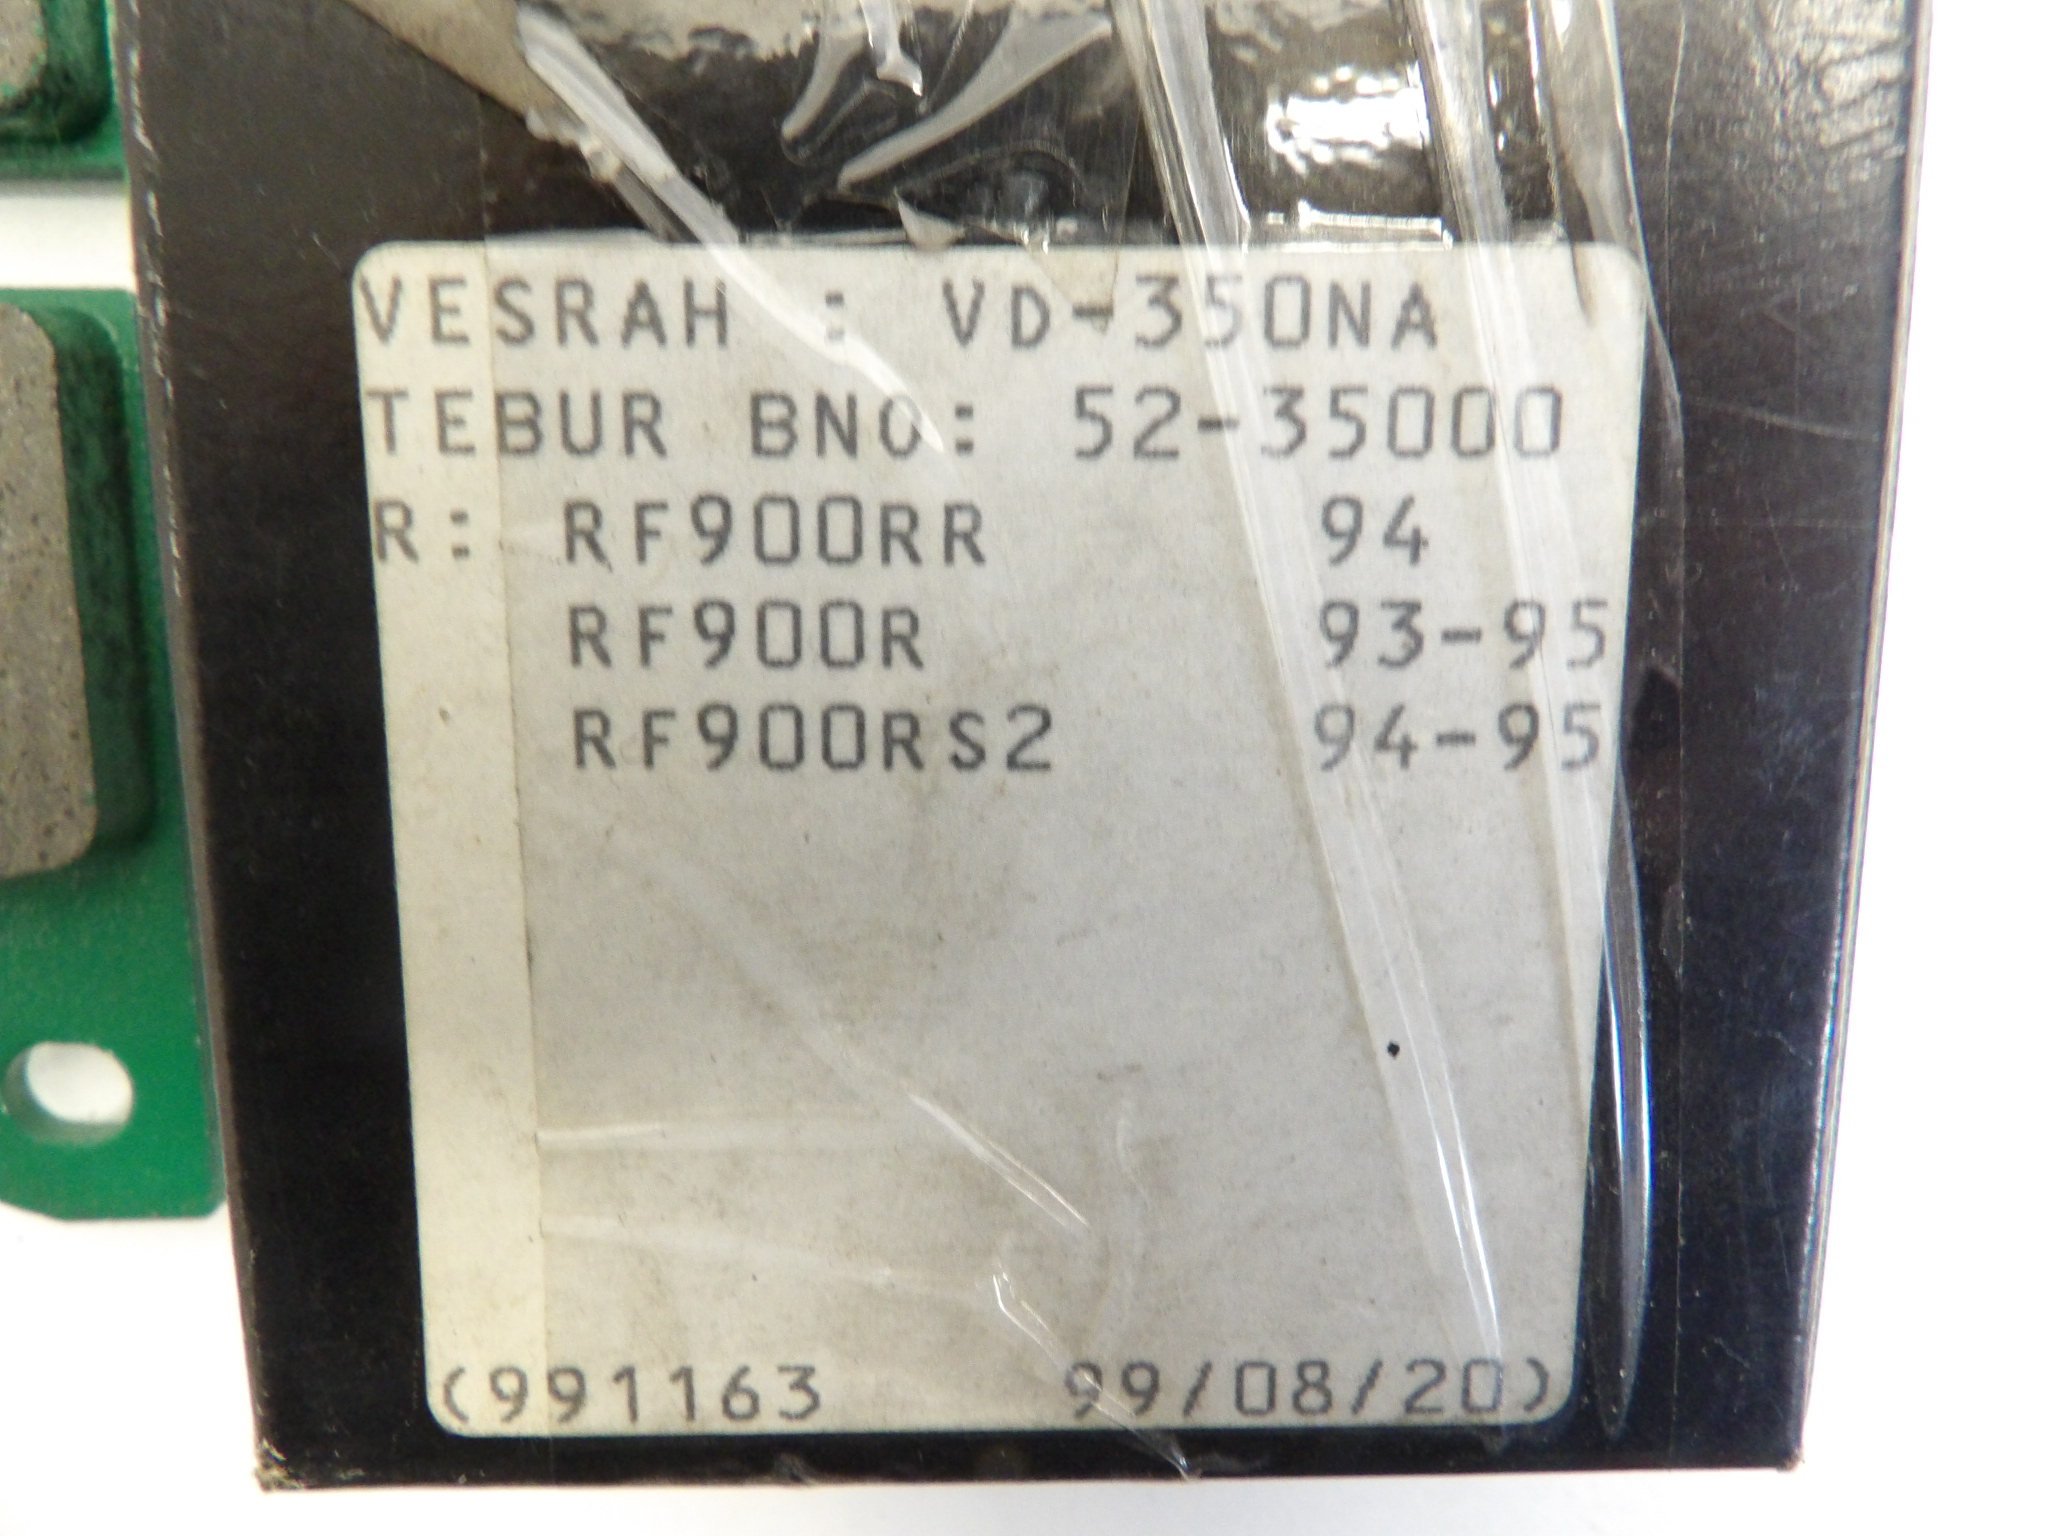 VESRAH : VD-350NA
TEBUR BNO: 52-35000
R: RF900RR 94
RF900R 93-95
RF900RS2 94-95
(991163 99/08/20)